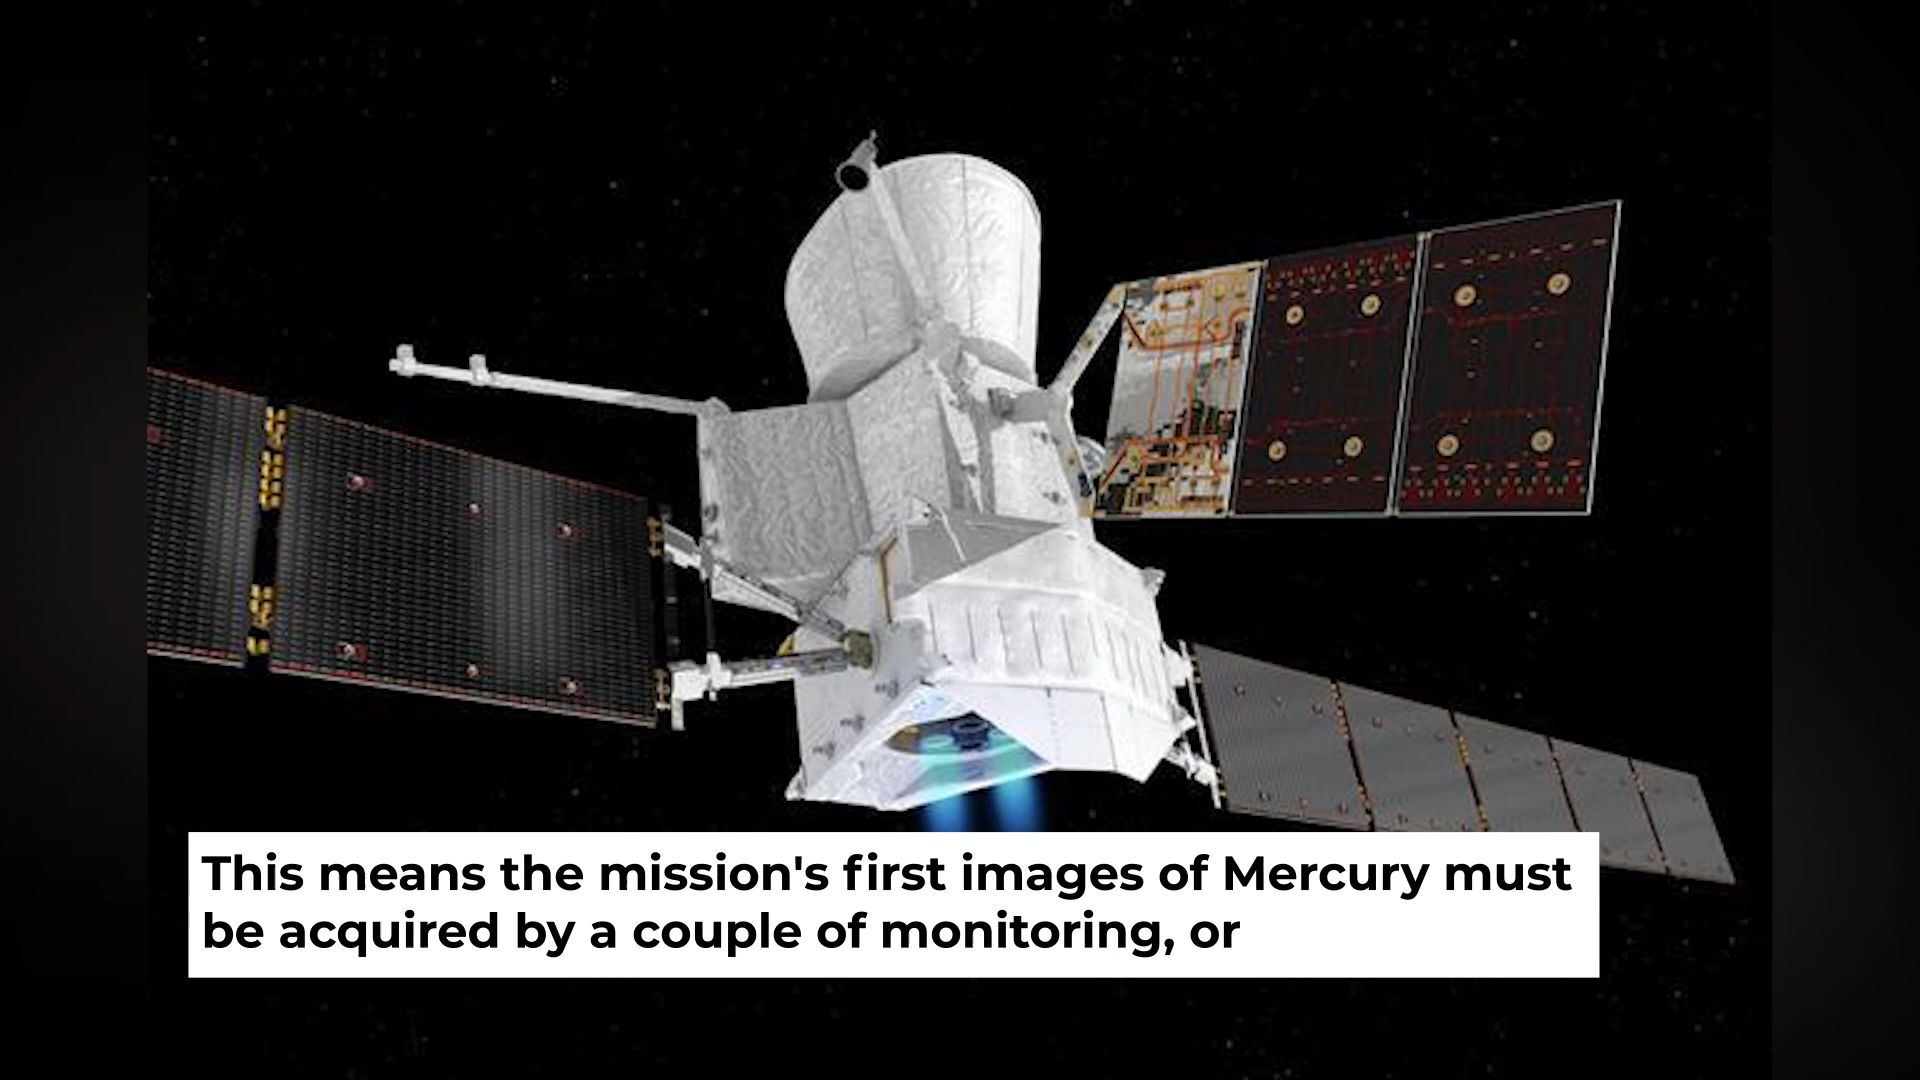 This means the mission's first images of Mercury must
be acquired by a couple of monitoring, or